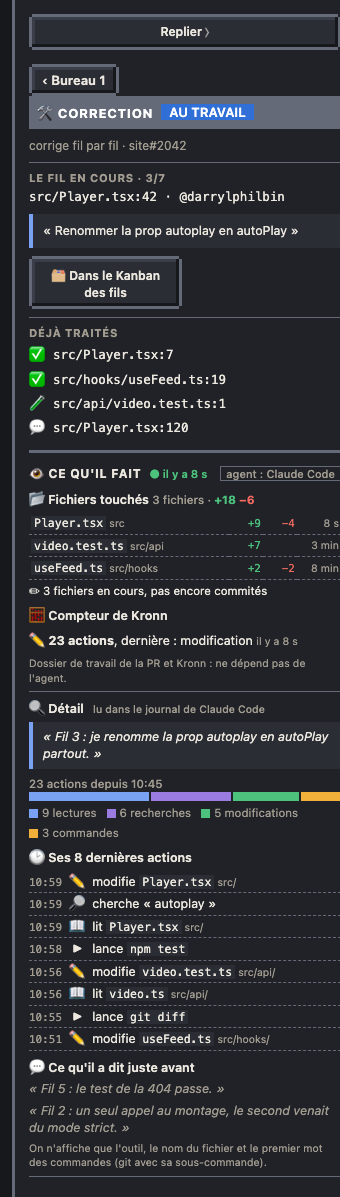 Replier ›
‹ Bureau 1
CORRECTION AU TRAVAIL
corrige fil par fil · site#2042
LE FIL EN COURS · 3/7
src/Player.tsx:42 · @darrylphilbin
« Renommer la prop autoplay en autoPlay »
Dans le Kanban
des fils
DÉJÀ TRAITÉS
src/Player.tsx:7
src/hooks/useFeed.ts:19
src/api/video.test.ts:1
src/Player.tsx:120
CE QU'IL FAIT il y a 8 s agent : Claude Code
Fichiers touchés 3 fichiers · +18 −6
Player.tsx src +9 −4 8 s
video.test.ts src/api +7 3 min
useFeed.ts src/hooks +2 −2 8 min
3 fichiers en cours, pas encore commités
Compteur de Kronn
23 actions, dernière : modification il y a 8 s
Dossier de travail de la PR et Kronn : ne dépend pas de
l'agent.
Détail lu dans le journal de Claude Code
« Fil 3 : je renomme la prop autoplay en autoPlay
partout. »
23 actions depuis 10:45
9 lectures 6 recherches 5 modifications
3 commandes
Ses 8 dernières actions
10:59 modifie Player.tsx src/
10:59 cherche « autoplay »
10:59 lit Player.tsx src/
10:58 lance npm test
10:56 modifie video.test.ts src/api/
10:56 lit video.ts src/api/
10:55 lance git diff
10:51 modifie useFeed.ts src/hooks/
Ce qu'il a dit juste avant
« Fil 5 : le test de la 404 passe. »
« Fil 2 : un seul appel au montage, le second venait
du mode strict. »
On n'affiche que l'outil, le nom du fichier et le premier mot
des commandes (git avec sa sous-commande).